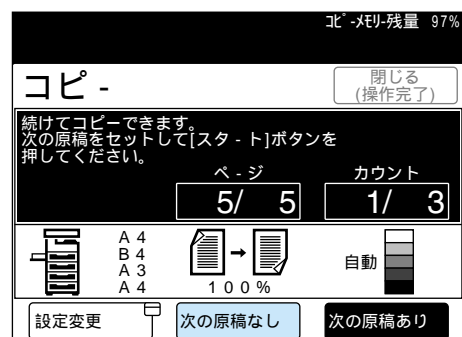 ｺﾋﾟ-ﾒﾓﾘ-残量 97%
コピ-
閉じる
(操作完了)
続けてコピーできます。
次の原稿をセットして[スタ-ト]ボタンを
押してください。
ペ-ジ カウント
5/ 5 1/ 3
A4
B4
A3
A4
100%
自動
設定変更 次の原稿なし 次の原稿あり